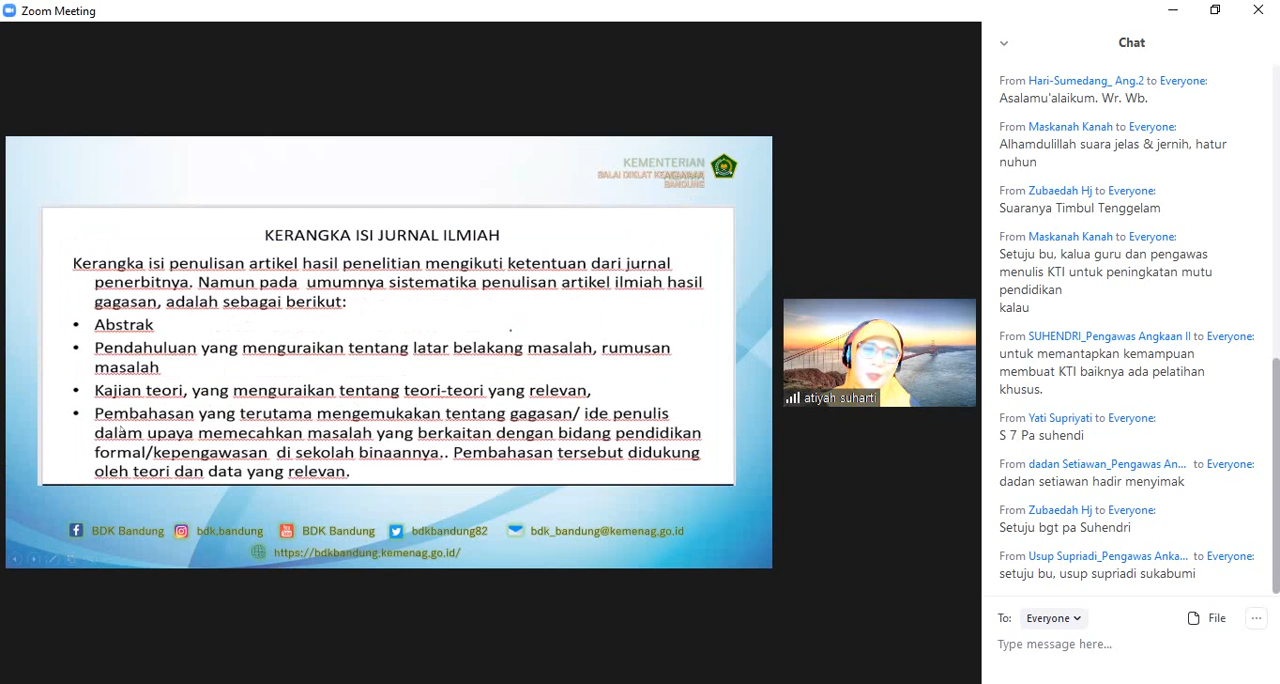 Zoom Meeting
KEMENTERIAN
BALAI DIKLAT KEAGAMAAN
BANDUNG
KERANGKA ISI JURNAL ILMIAH
Kerangka isi penulisan artikel hasil penelitian mengikuti ketentuan dari jurnal
penerbitnya. Namun pada umumnya sistematika penulisan artikel ilmiah hasil
gagasan, adalah sebagai berikut:
• Abstrak
• Pendahuluan yang menguraikan tentang latar belakang masalah, rumusan
masalah
• Kajian teori, yang menguraikan tentang teori-teori yang relevan,
• Pembahasan yang terutama mengemukakan tentang gagasan/ ide penulis
dalam upaya memecahkan masalah yang berkaitan dengan bidang pendidikan
formal/kepengawasan di sekolah binaannya.. Pembahasan tersebut didukung
oleh teori dan data yang relevan.
BDK Bandung bdk.bandung BDK Bandung bdkbandung82 bdk_bandung@kemenag.go.id
https://bdkbandung.kemenag.go.id/
atiyah suharti
Chat
From Hari-Sumedang_ Ang.2 to Everyone:
Asalamu'alaikum. Wr. Wb.
From Maskanah Kanah to Everyone:
Alhamdulillah suara jelas & jernih, hatur
nuhun
From Zubaedah Hj to Everyone:
Suaranya Timbul Tenggelam
From Maskanah Kanah to Everyone:
Setuju bu, kalua guru dan pengawas
menulis KTI untuk peningkatan mutu
pendidikan
kalau
From SUHENDRI_Pengawas Angkaan II to Everyone:
untuk memantapkan kemampuan
membuat KTI baiknya ada pelatihan
khusus.
From Yati Supriyati to Everyone:
S 7 Pa suhendi
From dadan Setiawan_Pengawas An... to Everyone:
dadan setiawan hadir menyimak
From Zubaedah Hj to Everyone:
Setuju bgt pa Suhendri
From Usup Supriadi_Pengawas Anka... to Everyone:
setuju bu, usup supriadi sukabumi
To: Everyone File ...
Type message here...